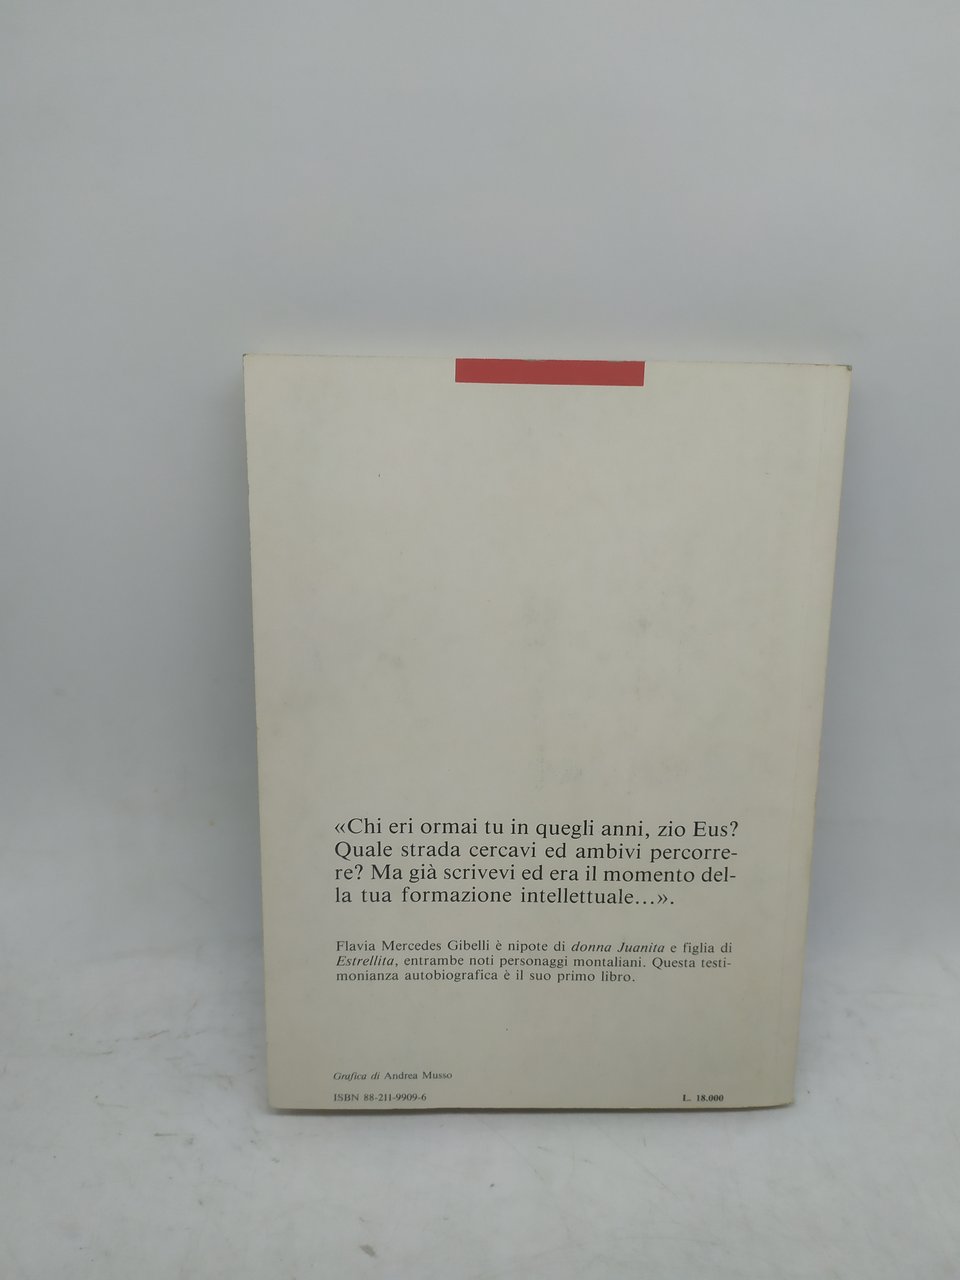 «Chi eri ormai tu in quegli anni, zio Eus?
Quale strada cercavi ed ambivi percorre-
re? Ma già scrivevi ed era il momento del-
la tua formazione intellettuale...».
Flavia Mercedes Gibelli è nipote di donna Juanita e figlia di
Estrellita, entrambe noti personaggi montaliani. Questa testi-
monianza autobiografica è il suo primo libro.
Grafica di Andrea Musso
ISBN 88-211-9909-6 L. 18.000